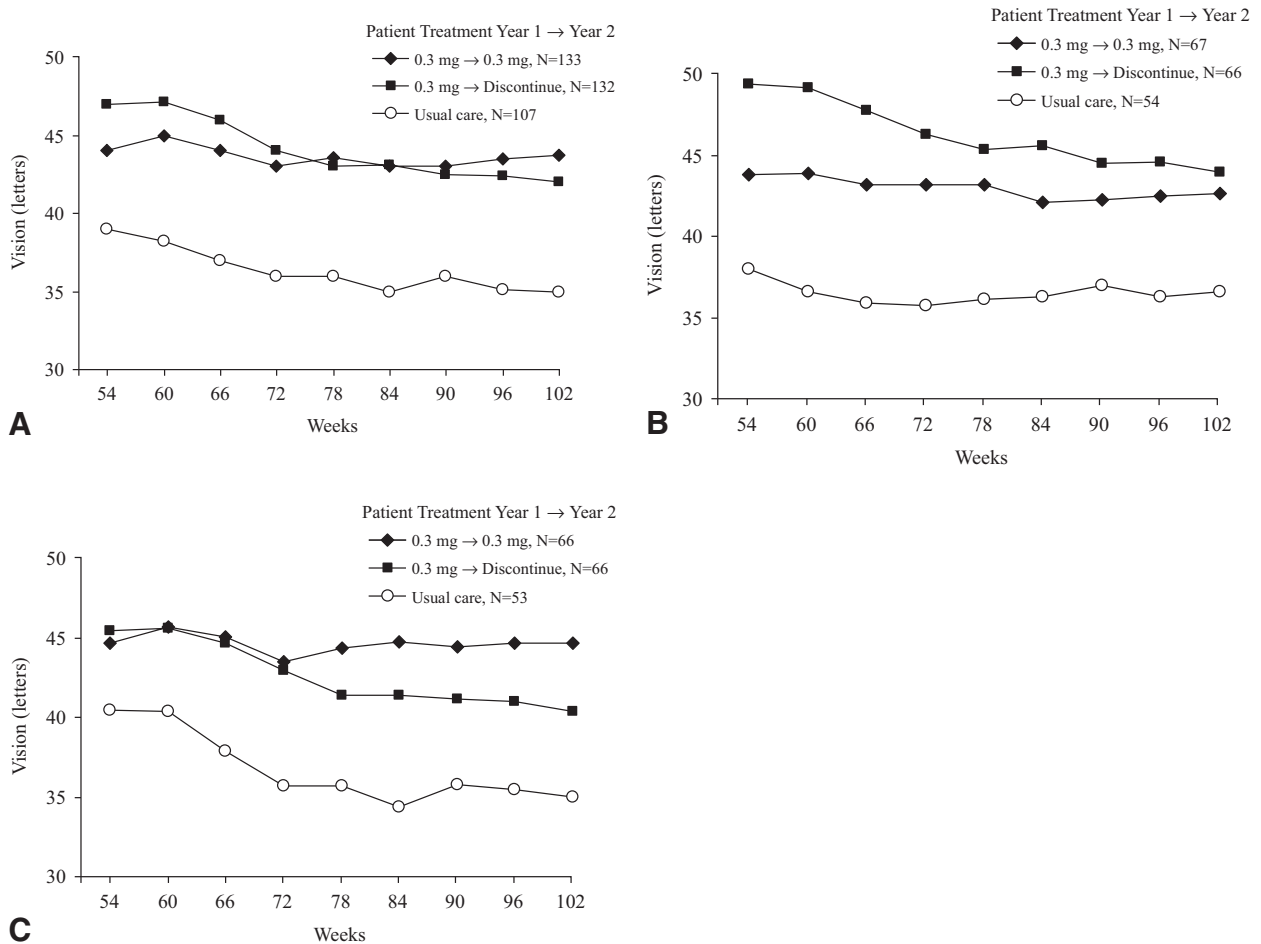 Patient Treatment Year 1 → Year 2
0.3 mg → 0.3 mg, N=133
0.3 mg → Discontinue, N=132
Usual care, N=107
50
45
40
35
30
Vision (letters)
54 60 66 72 78 84 90 96 102
Weeks
A
Patient Treatment Year 1 → Year 2
0.3 mg → 0.3 mg, N=67
0.3 mg → Discontinue, N=66
Usual care, N=54
50
45
40
35
30
Vision (letters)
54 60 66 72 78 84 90 96 102
Weeks
B
Patient Treatment Year 1 → Year 2
0.3 mg → 0.3 mg, N=66
0.3 mg → Discontinue, N=66
Usual care, N=53
50
45
40
35
30
Vision (letters)
54 60 66 72 78 84 90 96 102
Weeks
C